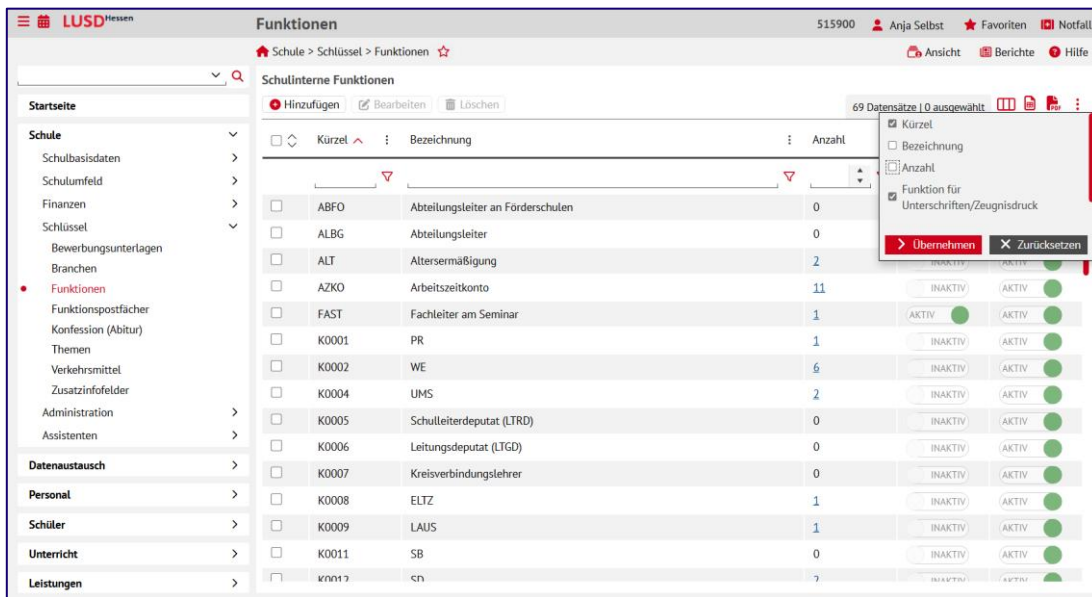 LUSD Hessen
Funktionen
515900 Anja Selbst Favoriten Notfall
Schule > Schlüssel > Funktionen
Ansicht Berichte Hilfe
Schulinterne Funktionen
Startseite
Hinzufügen Bearbeiten Löschen
69 Datensätze | 0 ausgewählt PDF
Schule
Schulbasisdaten
Schulumfeld
Finanzen
Schlüssel
Bewerbungsunterlagen
Branchen
Funktionen
Funktionspostfächer
Konfession (Abitur)
Themen
Verkehrsmittel
Zusatzinfofelder
Administration
Assistenten
Datenaustausch
Personal
Schüler
Unterricht
Leistungen
Kürzel Bezeichnung Anzahl
Kürzel
Bezeichnung
Anzahl
Funktion für
Unterschriften/Zeugnisdruck
Übernehmen Zurücksetzen
ABFO Abteilungsleiter an Förderschulen 0
ALBG Abteilungsleiter 0
ALT Altersermäßigung 2 INAKTIV AKTIV
AZKO Arbeitszeitkonto 11 INAKTIV AKTIV
FAST Fachleiter am Seminar 1 AKTIV AKTIV
K0001 PR 1 INAKTIV AKTIV
K0002 WE 6 INAKTIV AKTIV
K0004 UMS 2 INAKTIV AKTIV
K0005 Schulleiterdeputat (LTRD) 0 INAKTIV AKTIV
K0006 Leitungsdeputat (LTGD) 0 INAKTIV AKTIV
K0007 Kreisverbindungslehrer 0 INAKTIV AKTIV
K0008 ELTZ 1 INAKTIV AKTIV
K0009 LAUS 1 INAKTIV AKTIV
K0011 SB 0 INAKTIV AKTIV
K0012 SD 2 INAKTIV AKTIV